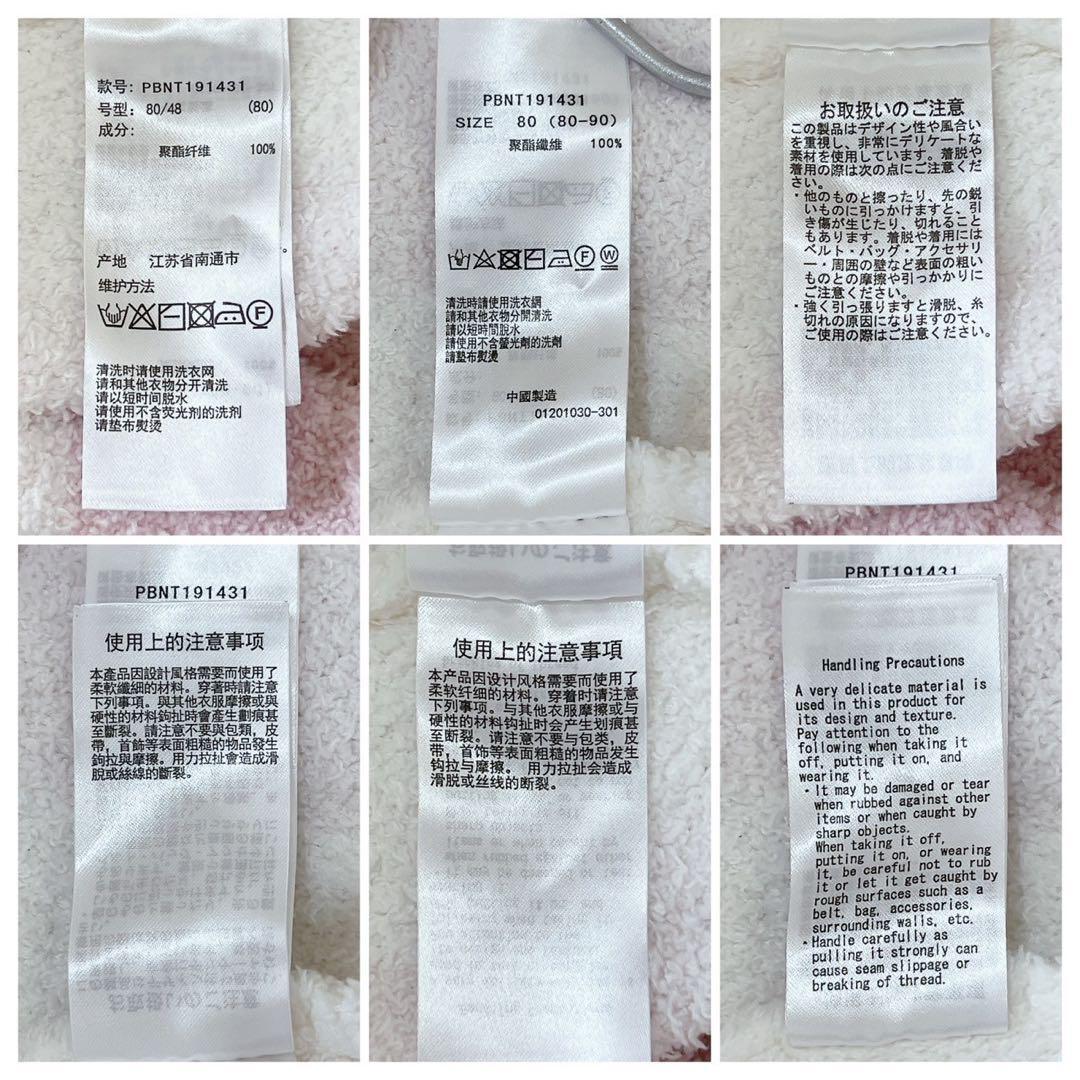 款号: PBNT191431
号型: 80/48 (80)
成分:
聚酯纤维 100%
产地 江苏省南通市
维护方法
清洗时请使用洗衣网
请和其他衣物分开清洗
请以短时间脱水
请使用不含荧光剂的洗剂
请垫布熨烫
PBNT191431
SIZE 80 (80-90)
聚酯纖維 100%
F W
清洗時請使用洗衣網
請和其他衣物分開清洗
請以短時間脫水
請使用不含螢光劑的洗劑
請墊布熨燙
中國製造
01201030-301
お取扱いのご注意
この製品はデザイン性や風合い
を重視し、非常にデリケートな
素材を使用しています。着脱や
着用の際は次の点にご注意くだ
さい。
・他のものと擦ったり、先の鋭
いものに引っかけますと、引
き傷が生じたり、切れること
もあります。着脱や着用には
ベルト・バッグ・アクセサリ
ー・周囲の壁など表面の粗い
ものとの摩擦や引っかかりに
ご注意ください。
・強く引っ張りますと滑脱、糸
切れの原因になりますので、
ご使用の際はご注意ください。
PBNT191431
使用上的注意事項
本產品因設計風格需要而使用了
柔軟纖細的材料。穿著時請注意
下列事項。與其他衣服摩擦或與
硬性的材料鉤扯時會產生劃痕甚
至斷裂。請注意不要與包類，皮
帶，首飾等表面粗糙的物品發生
鉤拉與摩擦。用力拉扯會造成滑
脫或絲線的斷裂。
使用上的注意事項
本产品因设计风格需要而使用了
柔软纤细的材料。穿着时请注意
下列事项。与其他衣服摩擦或与
硬性的材料钩扯时会产生划痕甚
至断裂。请注意不要与包类，皮
带，首饰等表面粗糙的物品发生
钩拉与摩擦。用力拉扯会造成
滑脱或丝线的断裂。
PBNT191431
Handling Precautions
A very delicate material is
used in this product for
its design and texture.
Pay attention to the
following when taking it
off, putting it on, and
wearing it.
・It may be damaged or tear
when rubbed against other
items or when caught by
sharp objects.
When taking it off,
putting it on, or wearing
it, be careful not to rub
it or let it get caught by
rough surfaces such as a
belt, bag, accessories,
surrounding walls, etc.
・Handle carefully as
pulling it strongly can
cause seam slippage or
breaking of thread.